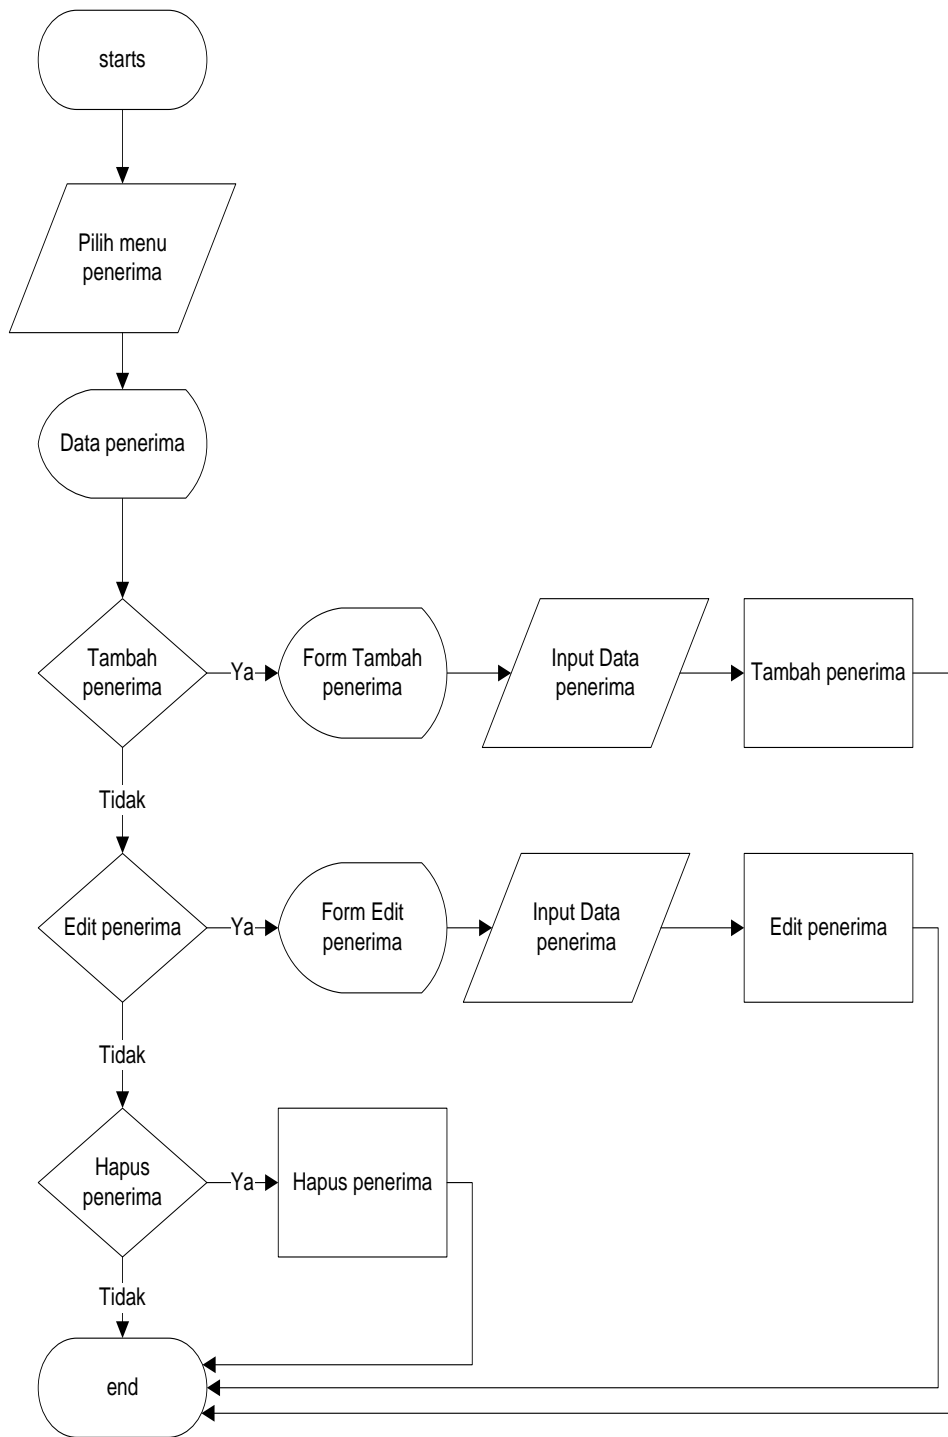 starts
Pilih menu
penerima
Data penerima
Tambah
penerima
Ya
Form Tambah
penerima
Input Data
penerima
Tambah penerima
Tidak
Edit penerima
Ya
Form Edit
penerima
Input Data
penerima
Edit penerima
Tidak
Hapus
penerima
Ya
Hapus penerima
Tidak
end